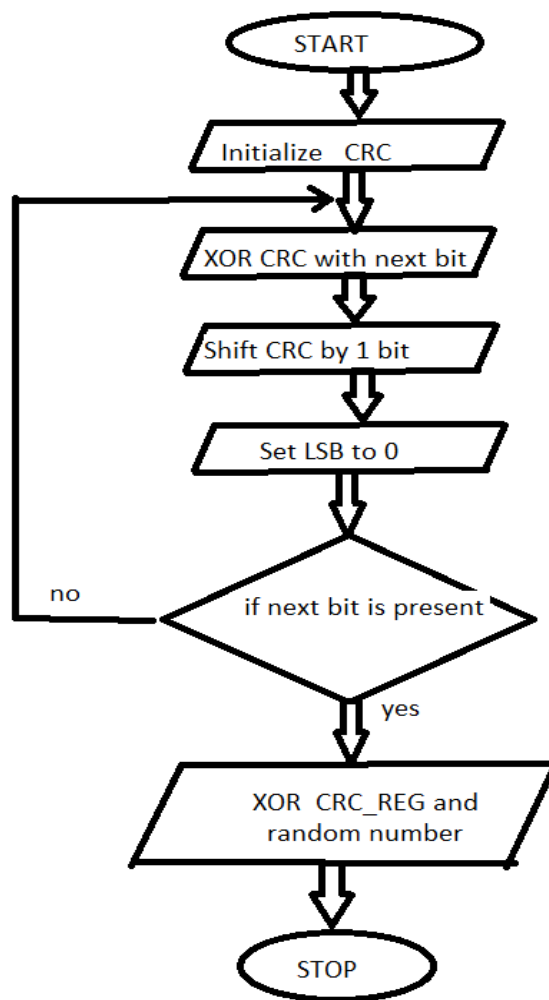 START
Initialize CRC
XOR CRC with next bit
Shift CRC by 1 bit
Set LSB to 0
if next bit is present
no
yes
XOR CRC_REG and
random number
STOP